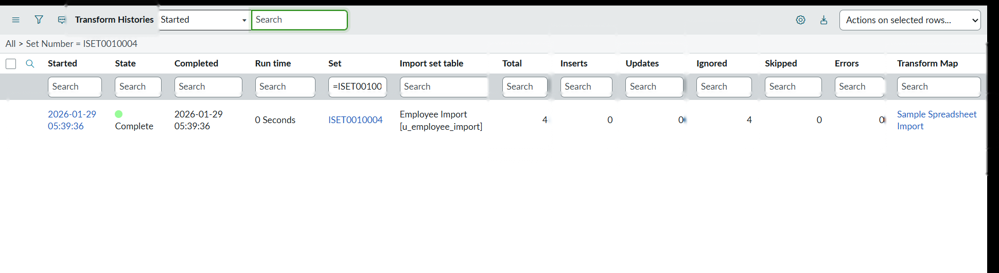 Transform Histories Started Search Actions on selected rows...
All > Set Number = ISET0010004
Started State Completed Run time Set Import set table Total Inserts Updates Ignored Skipped Errors Transform Map
Search Search Search Search =ISET00100 Search Search Search Search Search Search Search Search
2026-01-29 2026-01-29 Employee Import Sample Spreadsheet
0 Seconds ISET0010004 4 0 0 4 0 0
05:39:36 Complete 05:39:36 [u_employee_import] Import